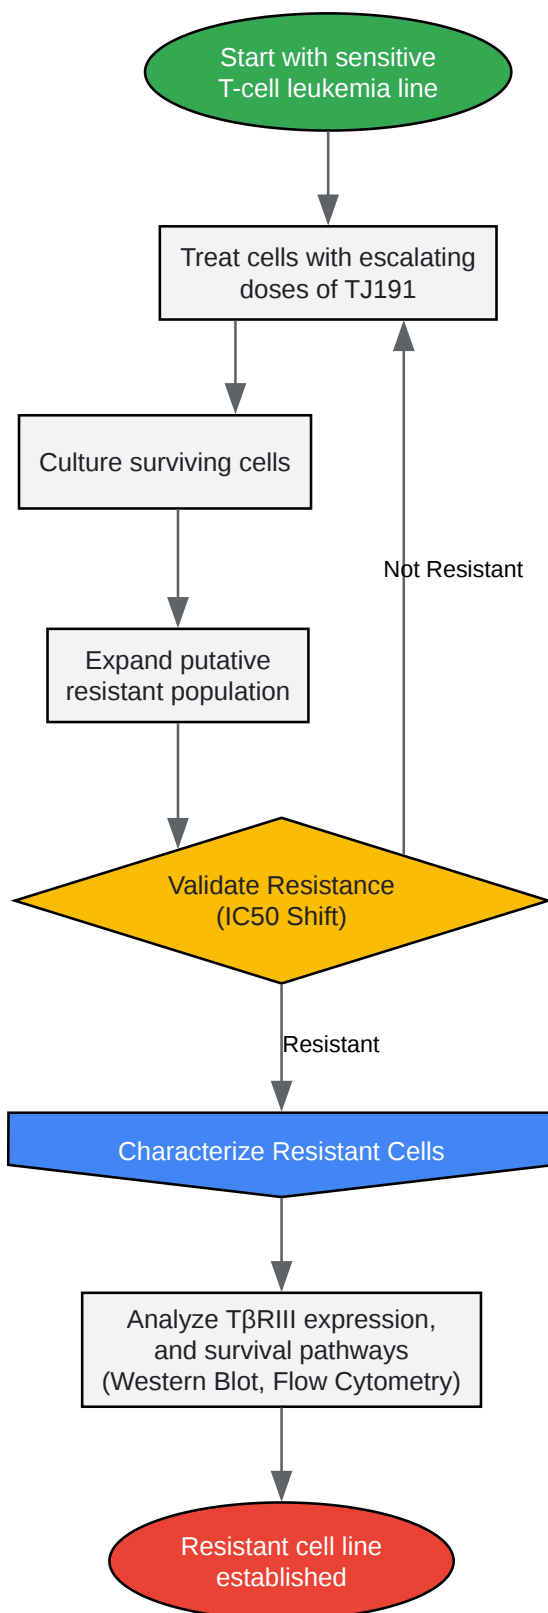 Start with sensitive
T-cell leukemia line
Treat cells with escalating
doses of TJ191
Culture surviving cells
Not Resistant
Expand putative
resistant population
Validate Resistance
(IC50 Shift)
Resistant
Characterize Resistant Cells
Analyze TβRIII expression,
and survival pathways
(Western Blot, Flow Cytometry)
Resistant cell line
established